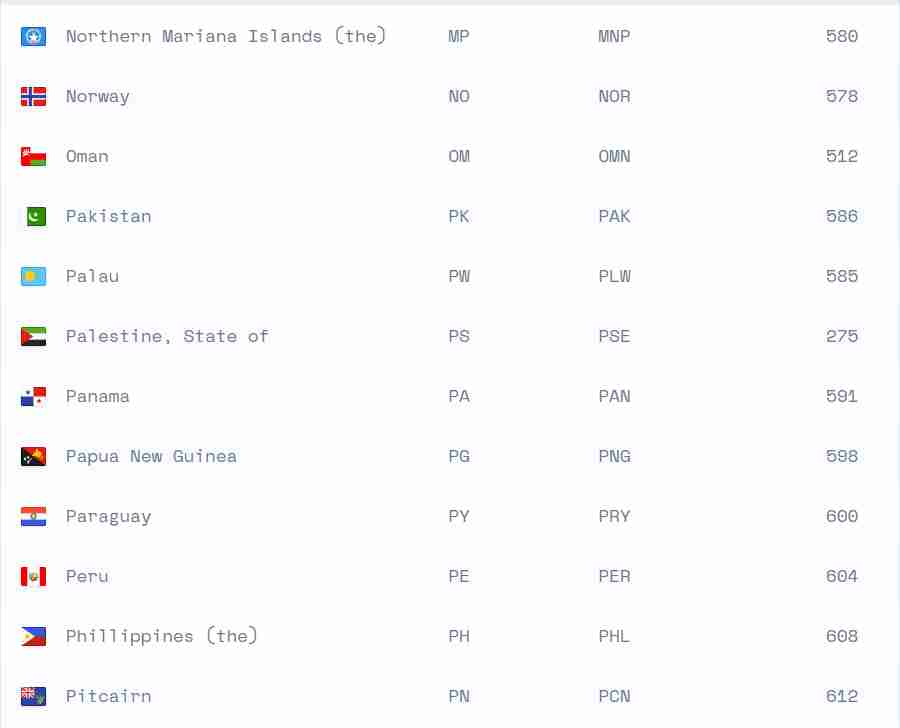 Northern Mariana Islands (the) MP MNP 580
Norway NO NOR 578
Oman OM OMN 512
Pakistan PK PAK 586
Palau PW PLW 585
Palestine, State of PS PSE 275
Panama PA PAN 591
Papua New Guinea PG PNG 598
Paraguay PY PRY 600
Peru PE PER 604
Phillippines (the) PH PHL 608
Pitcairn PN PCN 612